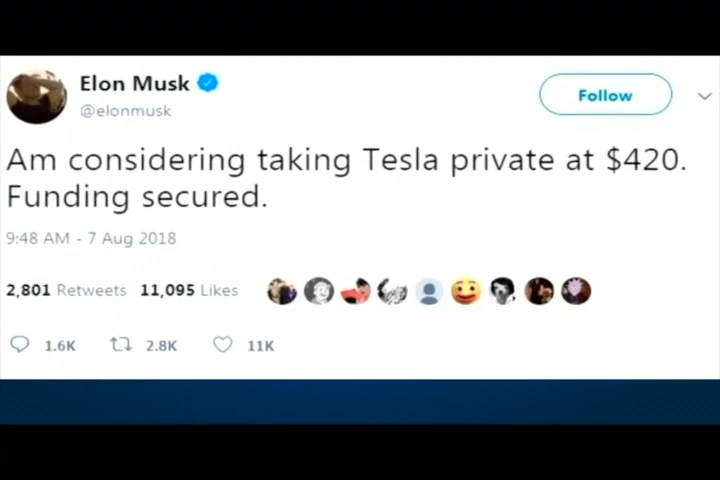 Elon Musk
@elonmusk
Follow
Am considering taking Tesla private at $420.
Funding secured.
9:48 AM - 7 Aug 2018
2,801 Retweets 11,095 Likes
1.6K 2.8K 11K